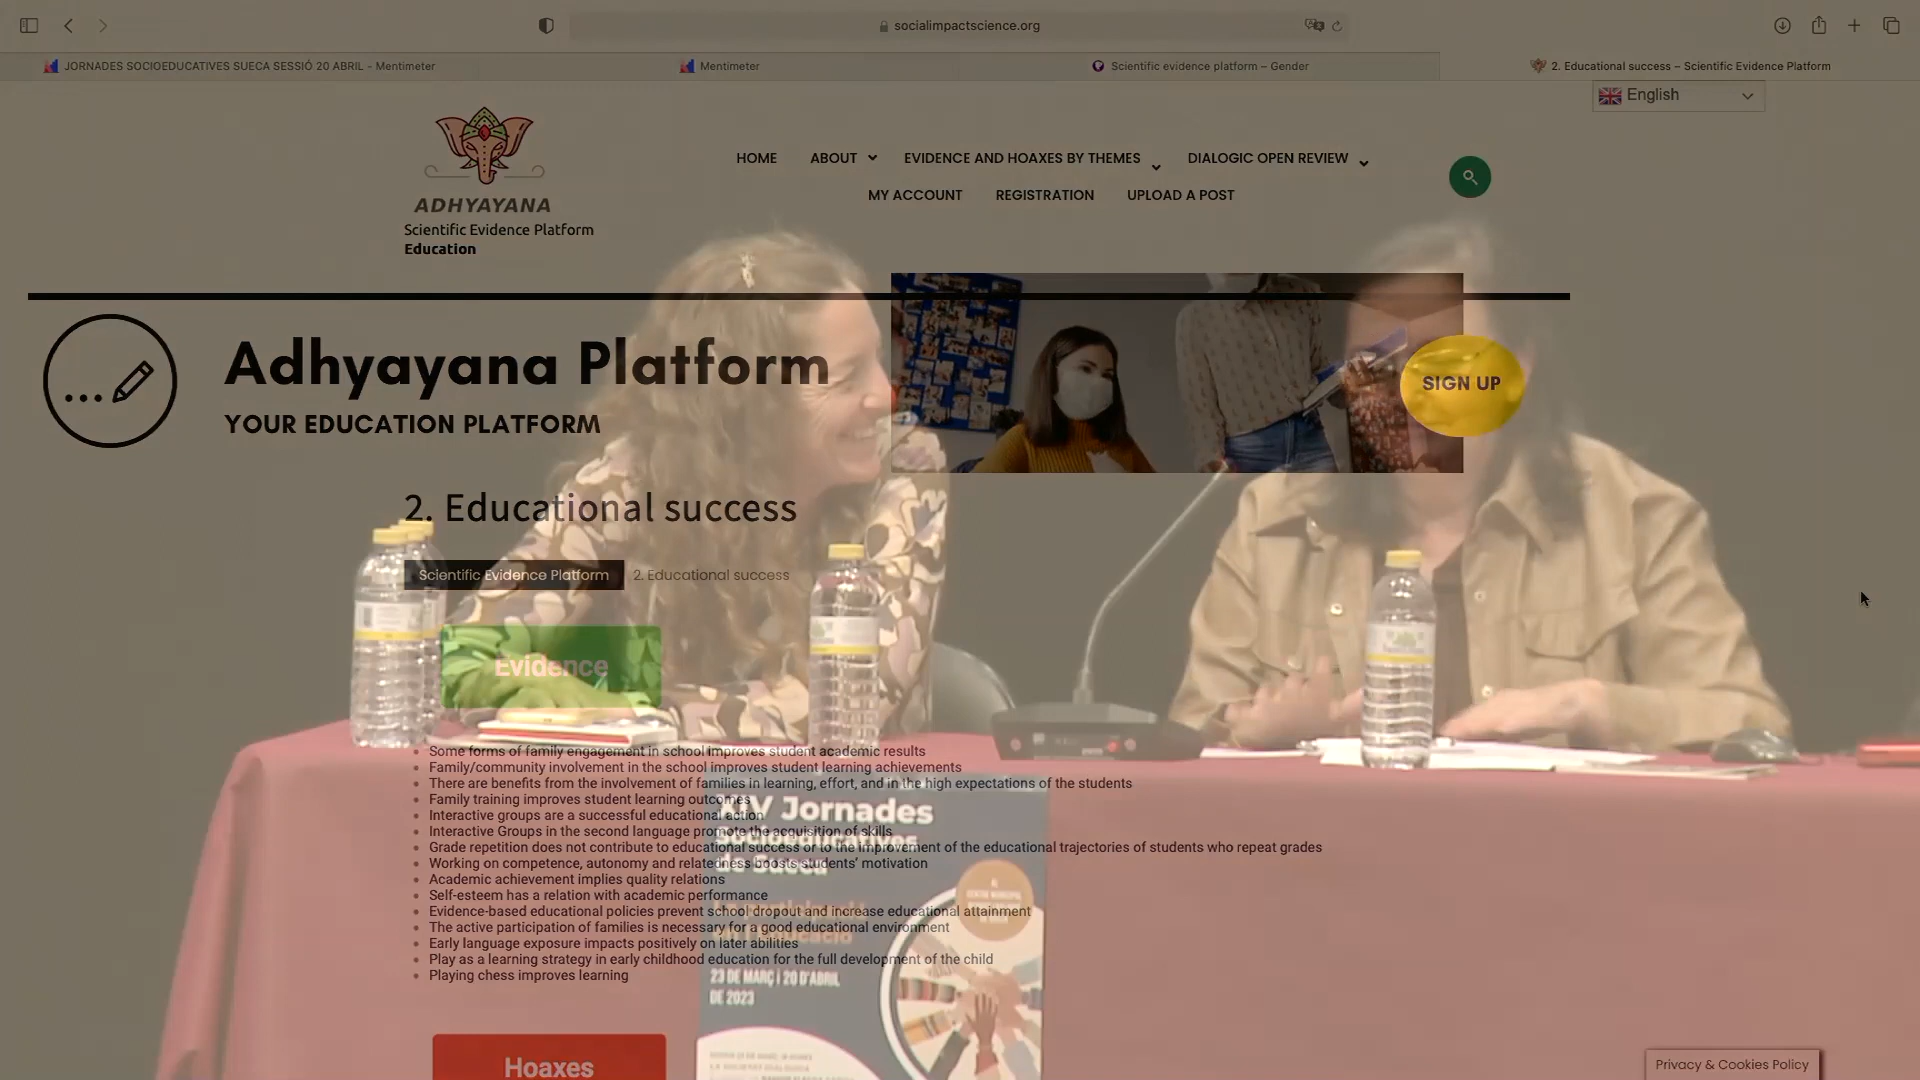 socialimpactscience.org
JORNADES SOCIOEDUCATIVES SUECA SESSIÓ 20 ABRIL - Mentimeter
Mentimeter
Scientific evidence platform – Gender
2. Educational success – Scientific Evidence Platform
English
HOME
ABOUT
EVIDENCE AND HOAXES BY THEMES
DIALOGIC OPEN REVIEW
MY ACCOUNT
REGISTRATION
UPLOAD A POST
ADHYAYANA
Scientific Evidence Platform
Education
Adhyayana Platform
YOUR EDUCATION PLATFORM
SIGN UP
2. Educational success
Scientific Evidence Platform
2. Educational success
Evidence
Some forms of family engagement in school improves student academic results
Family/community involvement in the school improves student learning achievements
There are benefits from the involvement of families in learning, effort, and in the high expectations of the students
Family training improves student learning outcomes
Interactive groups are a successful educational action
Interactive Groups in the second language promote the acquisition of skills
Grade repetition does not contribute to educational success or to the improvement of the educational trajectories of students who repeat grades
Working on competence, autonomy and relatedness boosts students' motivation
Academic achievement implies quality relations
Self-esteem has a relation with academic performance
Evidence-based educational policies prevent school dropout and increase educational attainment
The active participation of families is necessary for a good educational environment
Early language exposure impacts positively on later abilities
Play as a learning strategy in early childhood education for the full development of the child
Playing chess improves learning
Hoaxes
XIV Jornades
Socioeducatives
de Sueca
23 DE MARÇ i 20 D'ABRIL
DE 2023
Privacy & Cookies Policy